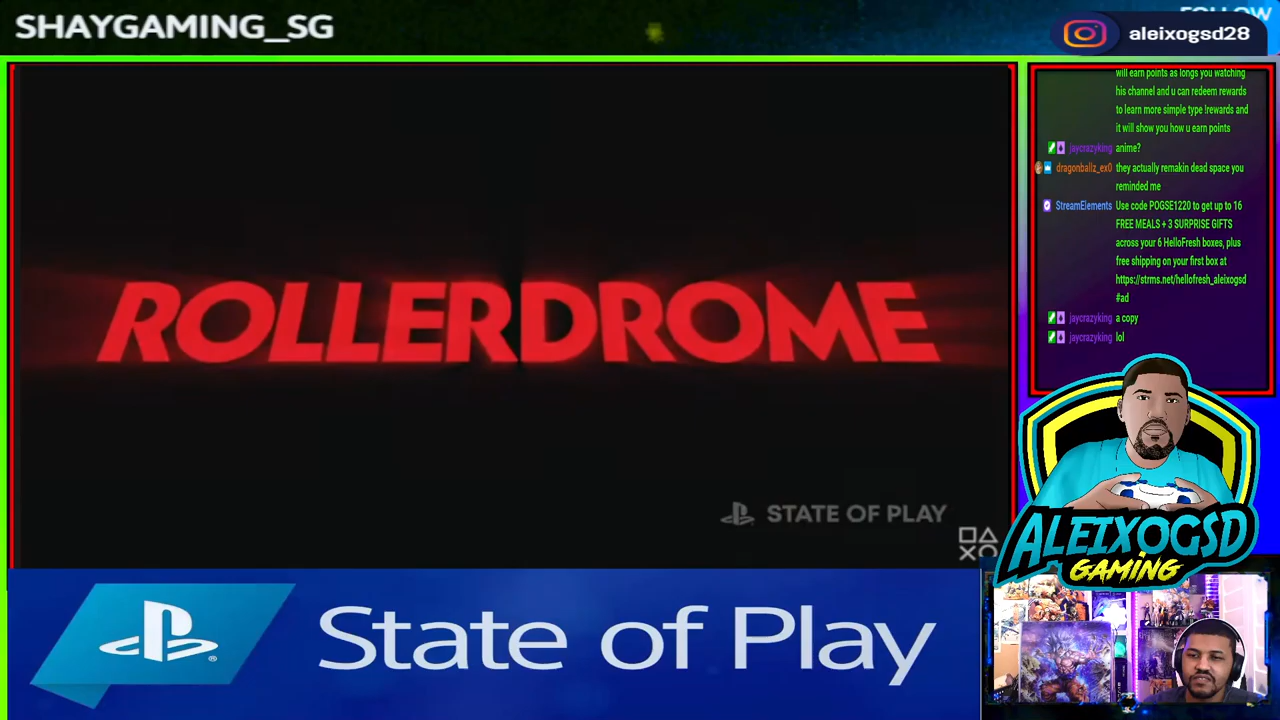 SHAYGAMING_SG
FOLLOW
aleixogsd28
will earn points as longs you watching
his channel and u can redeem rewards
to learn more simple type !rewards and
it will show you how u earn points
jaycrazyking anime?
dragonballz_ex0 they actually remakin dead space you
reminded me
StreamElements Use code POGSE1220 to get up to 16
FREE MEALS + 3 SURPRISE GIFTS
across your 6 HelloFresh boxes, plus
free shipping on your first box at
https://strms.net/hellofresh_aleixogsd
#ad
jaycrazyking a copy
jaycrazyking lol
ROLLERDROME
STATE OF PLAY
ALEIXOGSD
GAMING
State of Play